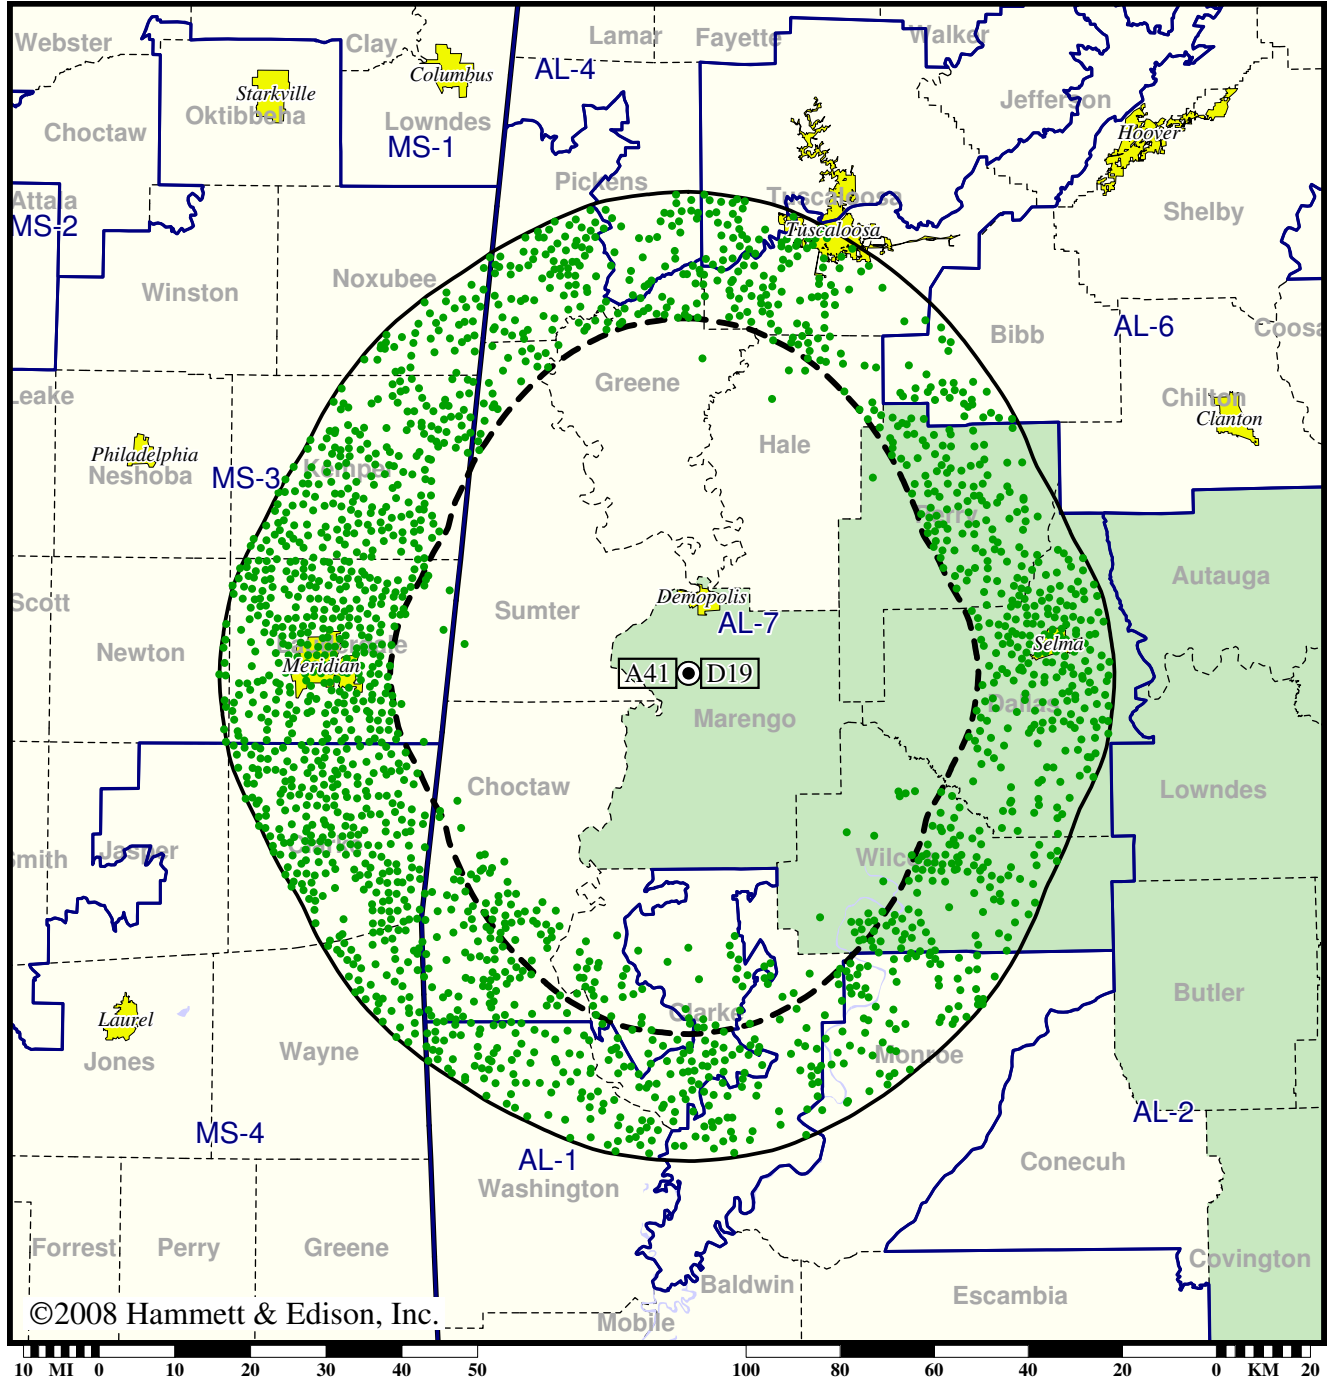 Webster
Clay
Lamar
Fayette
Walker
Columbus
AL-4
Starkville
Oktibbeha
Jefferson
Choctaw
Lowndes
MS-1
Hoover
Pickens
Tuscaloosa
Attala
MS-2
Shelby
Tuscaloosa
Noxubee
Winston
Bibb
AL-6
Coosa
Greene
Leake
Chilton
Clanton
Hale
Philadelphia
Neshoba
MS-3
Kemper
Perry
Autauga
Scott
Demopolis
Sumter
AL-7
Newton
Lauderdale
Meridian
Selma
A41
D19
Dallas
Marengo
Choctaw
Lowndes
Smith
Jasper
Clarke
Wilcox
Butler
Laurel
Clarke
Jones
Wayne
Monroe
MS-4
AL-2
AL-1
Washington
Conecuh
Forrest
Perry
Greene
Covington
Baldwin
Escambia
©2008 Hammett & Edison, Inc.
Mobile
10 MI 0 10 20 30 40 50 100 80 60 40 20 0 KM 20